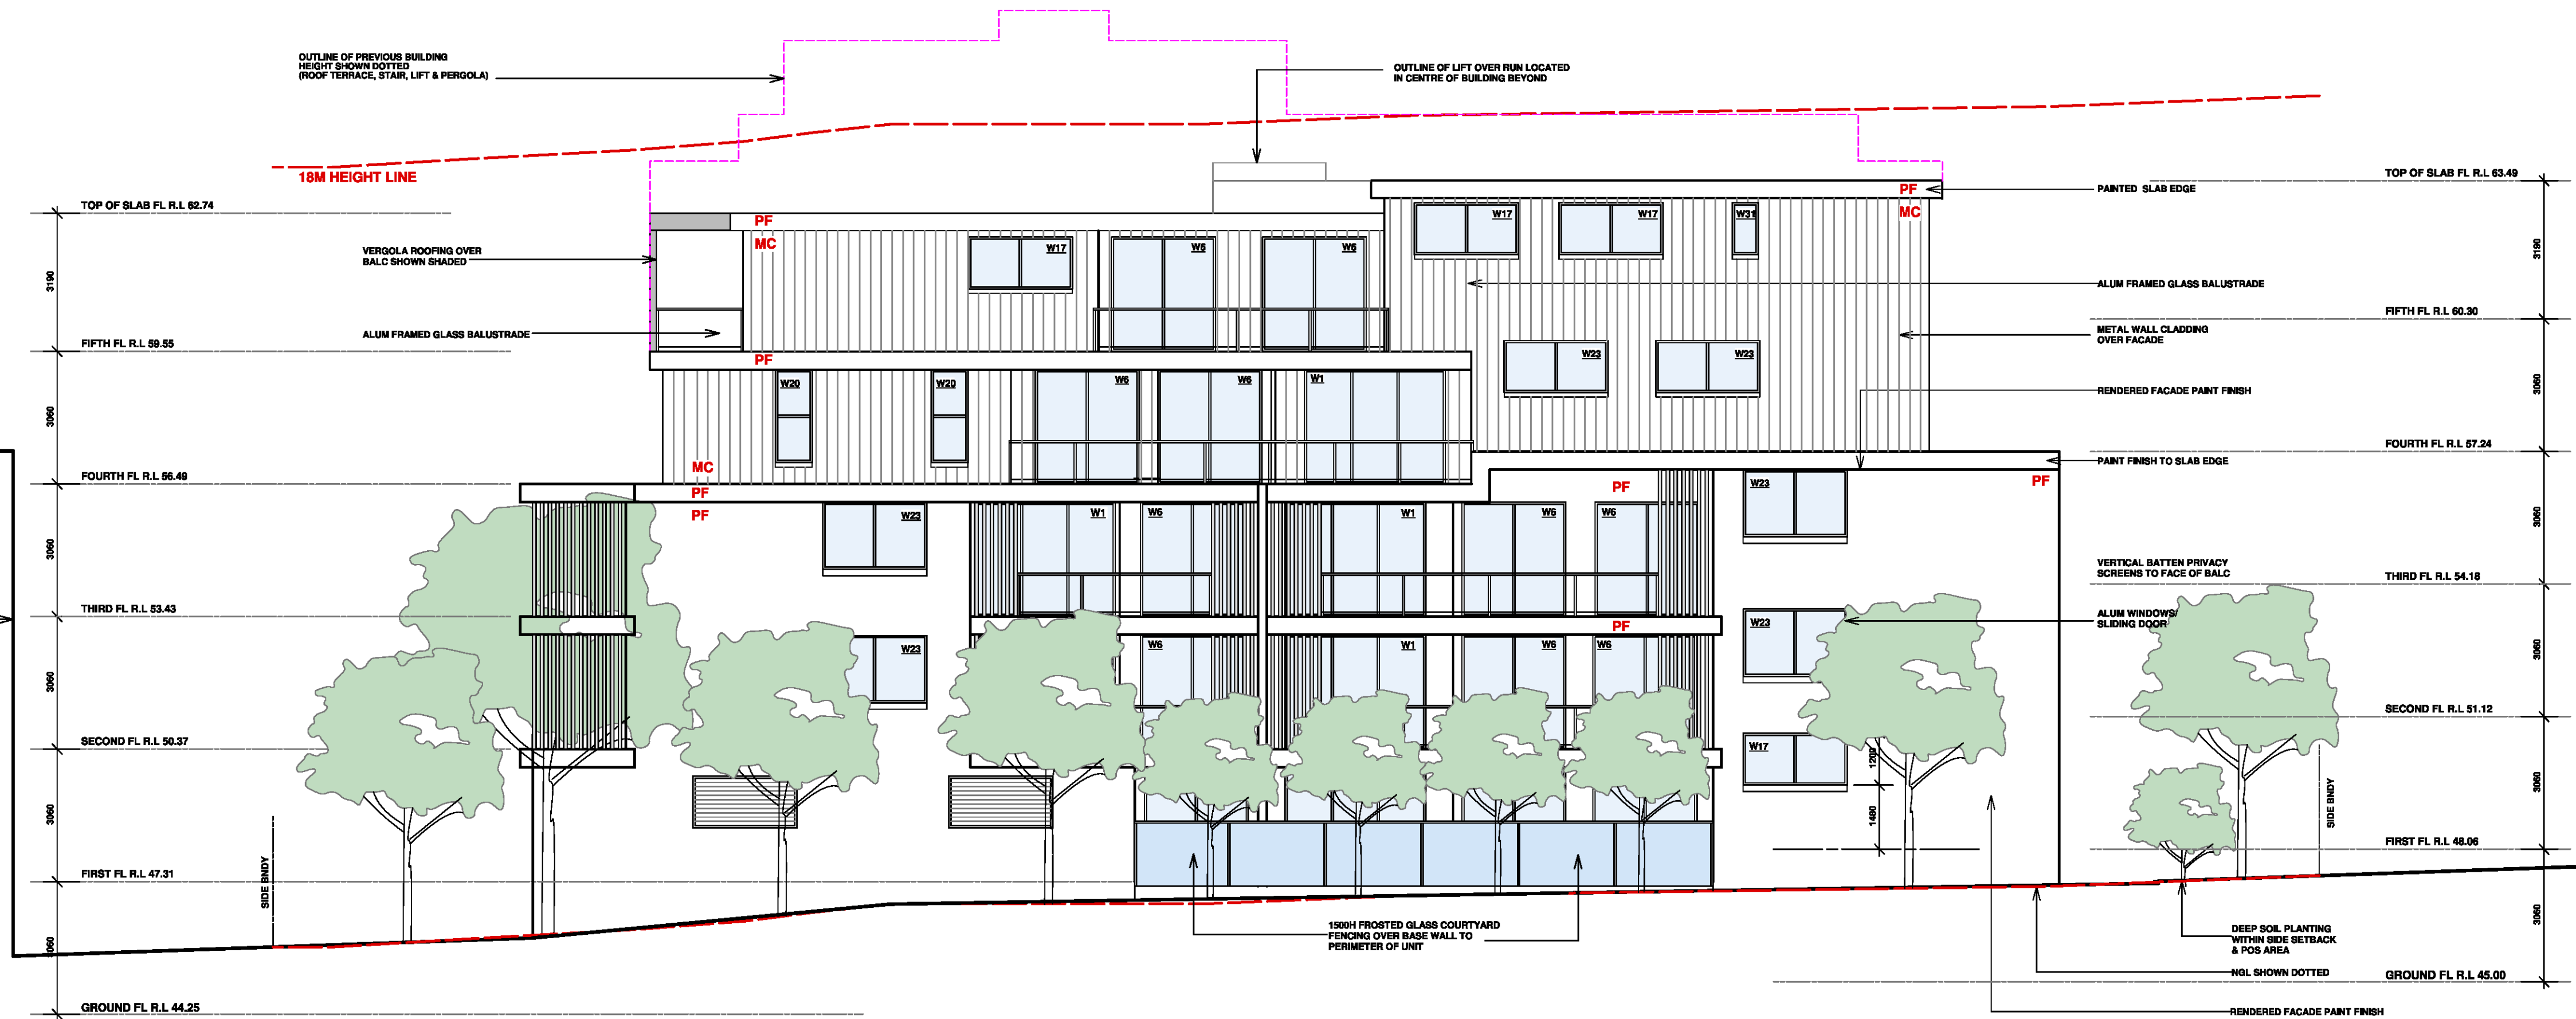 OUTLINE OF PREVIOUS BUILDING
HEIGHT SHOWN DOTTED
(ROOF TERRACE, STAIR, LIFT & PERGOLA)
OUTLINE OF LIFT OVER RUN LOCATED
IN CENTRE OF BUILDING BEYOND
18M HEIGHT LINE
TOP OF SLAB FL R.L 62.74
VERGOLA ROOFING OVER
BALC SHOWN SHADED
3190
ALUM FRAMED GLASS BALUSTRADE
FIFTH FL R.L 59.55
3060
FOURTH FL R.L 56.49
3060
THIRD FL R.L 53.43
3060
SECOND FL R.L 50.37
3060
FIRST FL R.L 47.31
3060
GROUND FL R.L 44.25
SIDE BNDY
PF
MC
W17
W6
W6
W17
W17
W31
PF
MC
PF
W23
W23
W20
W20
W6
W6
W1
MC
PF
PF
W23
W1
W6
W1
W6
W6
PF
W23
PF
W23
W6
W1
W6
W6
PF
W23
W17
1200
1480
1500H FROSTED GLASS COURTYARD
FENCING OVER BASE WALL TO
PERIMETER OF UNIT
TOP OF SLAB FL R.L 63.49
PAINTED SLAB EDGE
3190
ALUM FRAMED GLASS BALUSTRADE
FIFTH FL R.L 60.30
METAL WALL CLADDING
OVER FACADE
3060
RENDERED FACADE PAINT FINISH
FOURTH FL R.L 57.24
PAINT FINISH TO SLAB EDGE
3060
VERTICAL BATTEN PRIVACY
SCREENS TO FACE OF BALC
THIRD FL R.L 54.18
ALUM WINDOWS/
SLIDING DOOR
3060
SECOND FL R.L 51.12
3060
SIDE BNDY
FIRST FL R.L 48.06
3060
DEEP SOIL PLANTING
WITHIN SIDE SETBACK
& POS AREA
NGL SHOWN DOTTED
GROUND FL R.L 45.00
RENDERED FACADE PAINT FINISH